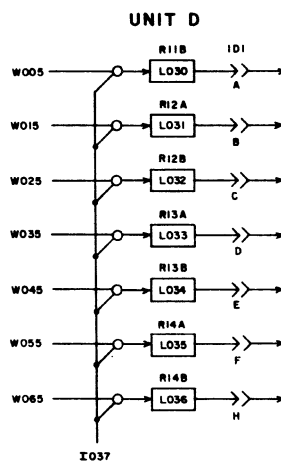 UNIT D
R11B 1D1
W005 L030 A
R12A
W015 L031 B
R12B
W025 L032 C
R13A
W035 L033 D
R13B
W045 L034 E
R14A
W055 L035 F
R14B
W065 L036 H
I037